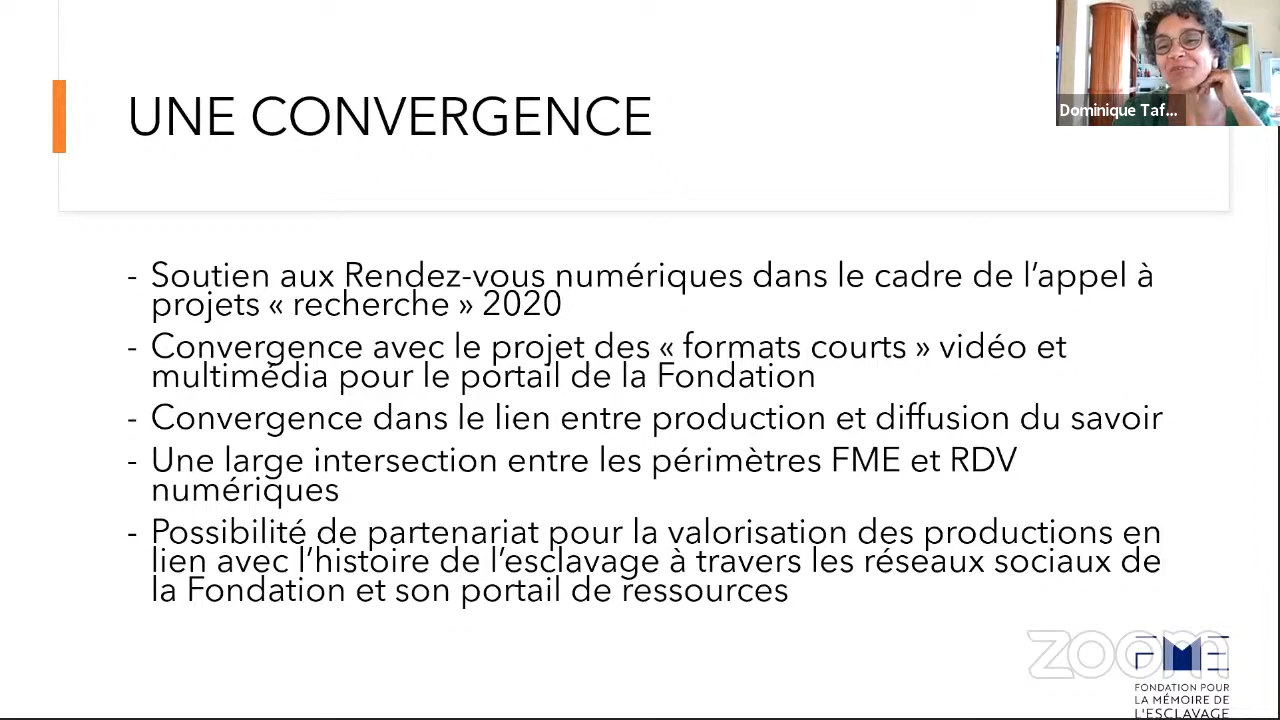 Dominique Taf...
UNE CONVERGENCE
- Soutien aux Rendez-vous numériques dans le cadre de l'appel à
projets « recherche » 2020
- Convergence avec le projet des « formats courts » vidéo et
multimédia pour le portail de la Fondation
- Convergence dans le lien entre production et diffusion du savoir
- Une large intersection entre les périmètres FME et RDV
numériques
- Possibilité de partenariat pour la valorisation des productions en
lien avec l'histoire de l'esclavage à travers les réseaux sociaux de
la Fondation et son portail de ressources
zoom
FME
FONDATION POUR
LA MÉMOIRE DE
L'ESCLAVAGE